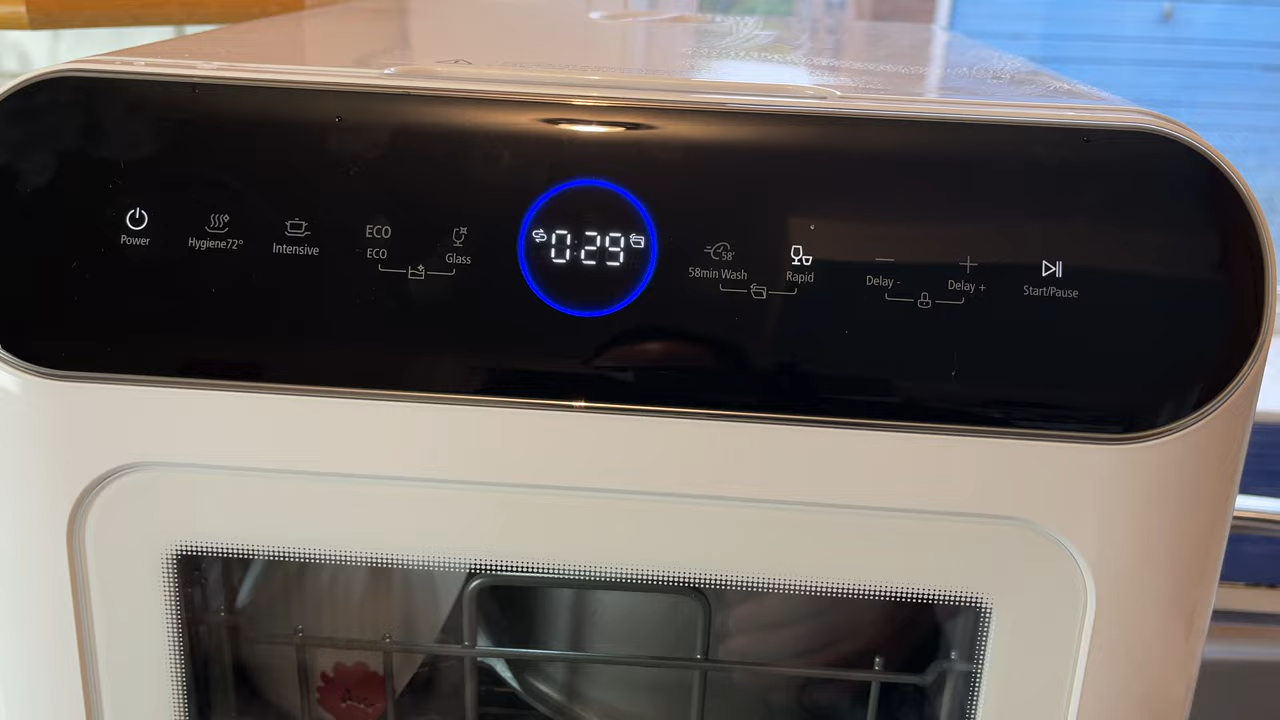 Power
Hygiene72°
Intensive
ECO
ECO
Glass
0:29
58'
58min Wash
Rapid
Delay -
Delay +
Start/Pause